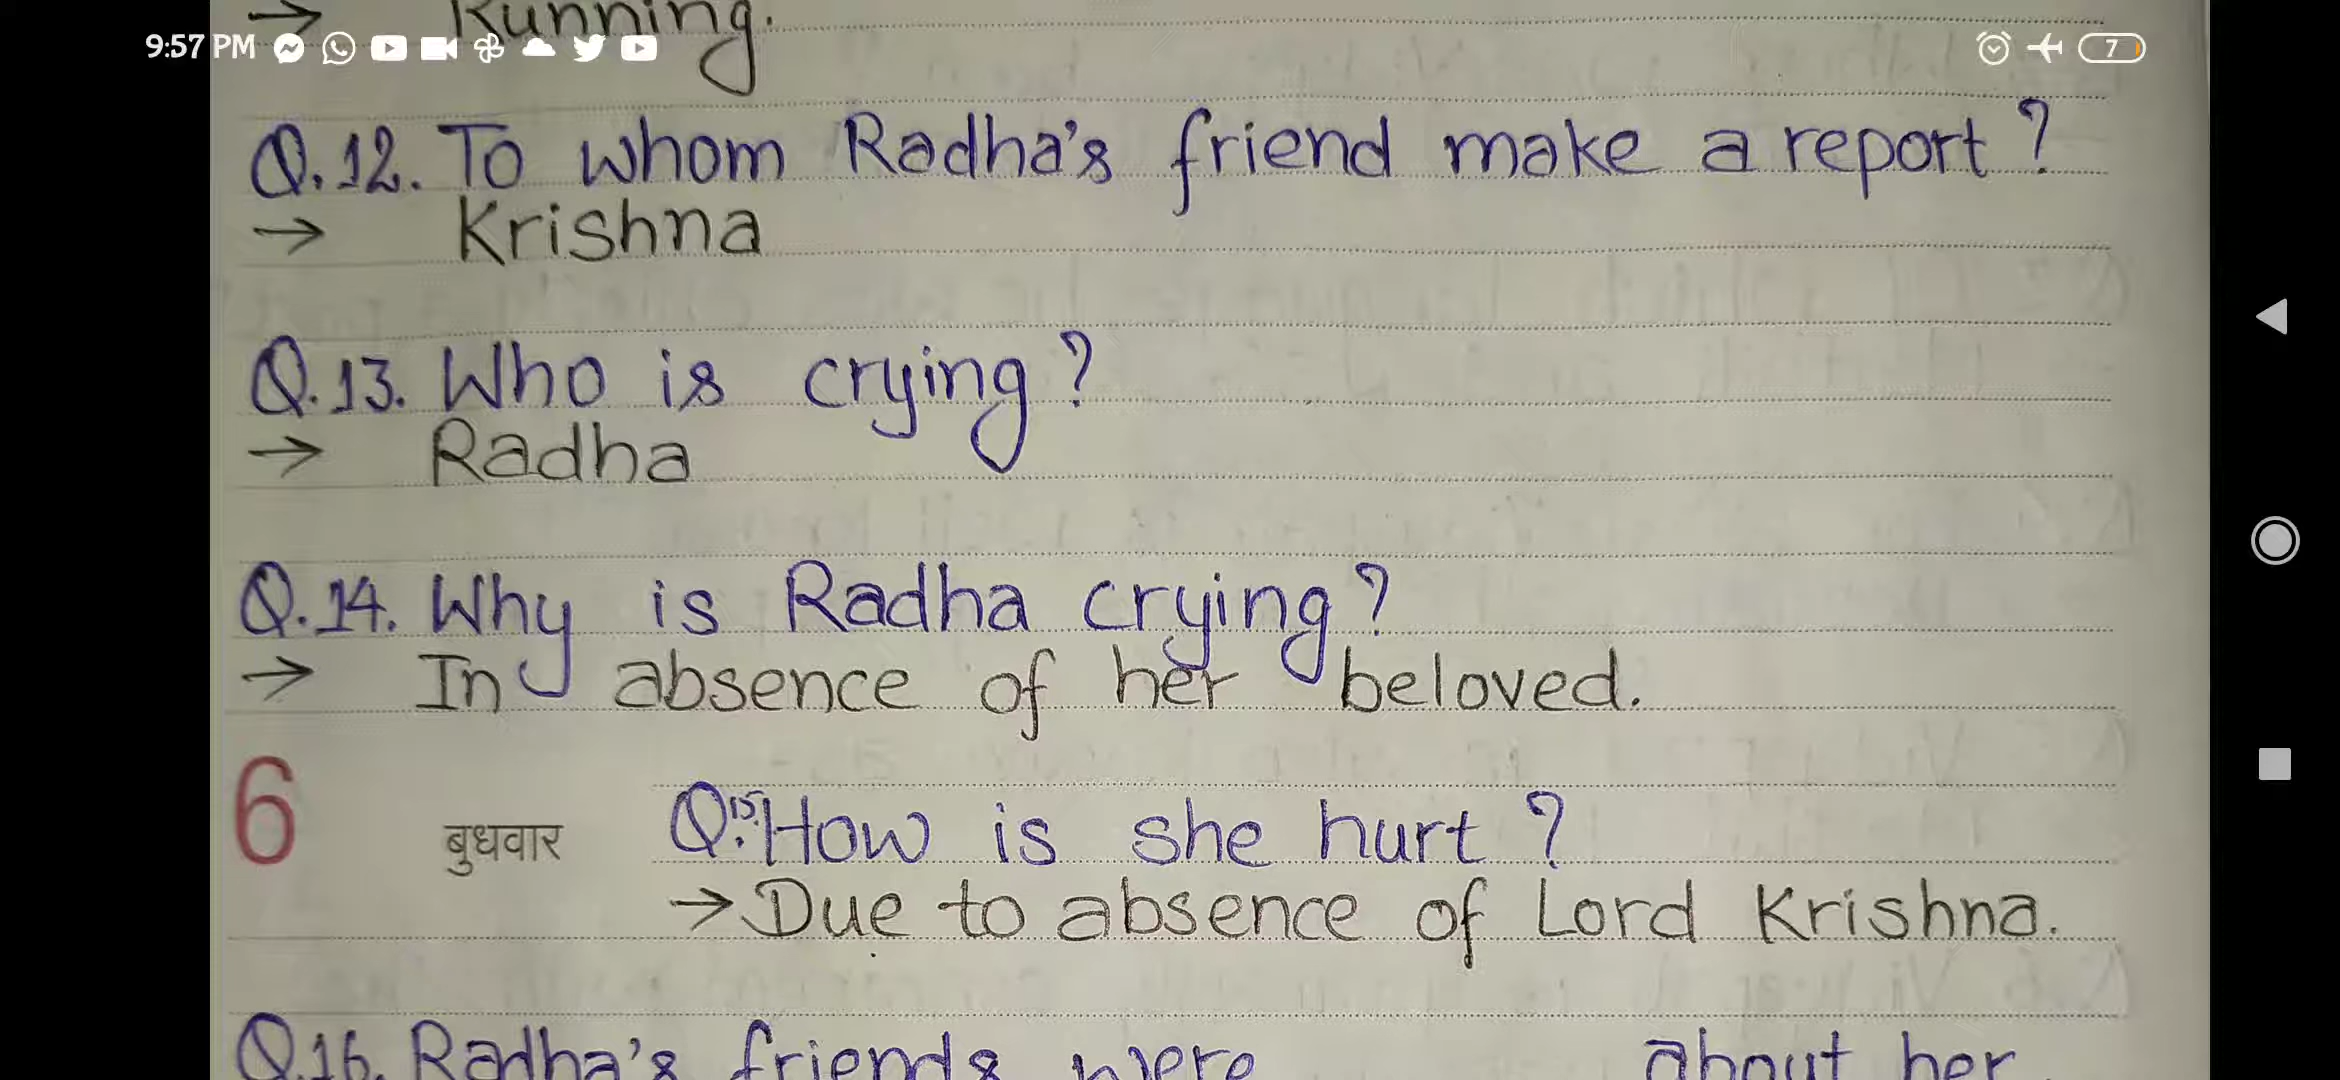 → Running.
9:57 PM
7
Q.12. To whom Radha's friend make a report?
→ Krishna
Q.13. Who is crying?
→ Radha
Q.14. Why is Radha crying?
→ In absence of her beloved.
6 बुधवार Q.15. How is she hurt?
→ Due to absence of Lord Krishna.
Q.16. Radha's friends were about her.